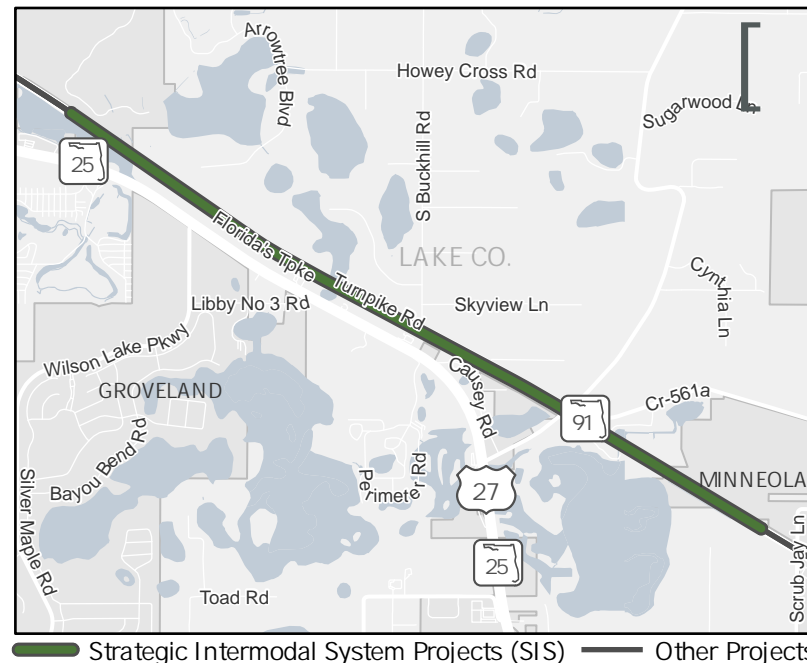 Arrowtree Blvd
Howey Cross Rd
Sugarwood Ln
S Buckhill Rd
25
Florida's Tpke
LAKE CO.
Turnpike Rd
Cynthia Ln
Libby No 3 Rd
Skyview Ln
Wilson Lake Pkwy
GROVELAND
Causey Rd
Cr-561a
91
Bayou Bend Rd
Perimeter Rd
MINNEOLA
27
Silver Maple Rd
25
Scrub Jay Ln
Toad Rd
Strategic Intermodal System Projects (SIS)
Other Projects